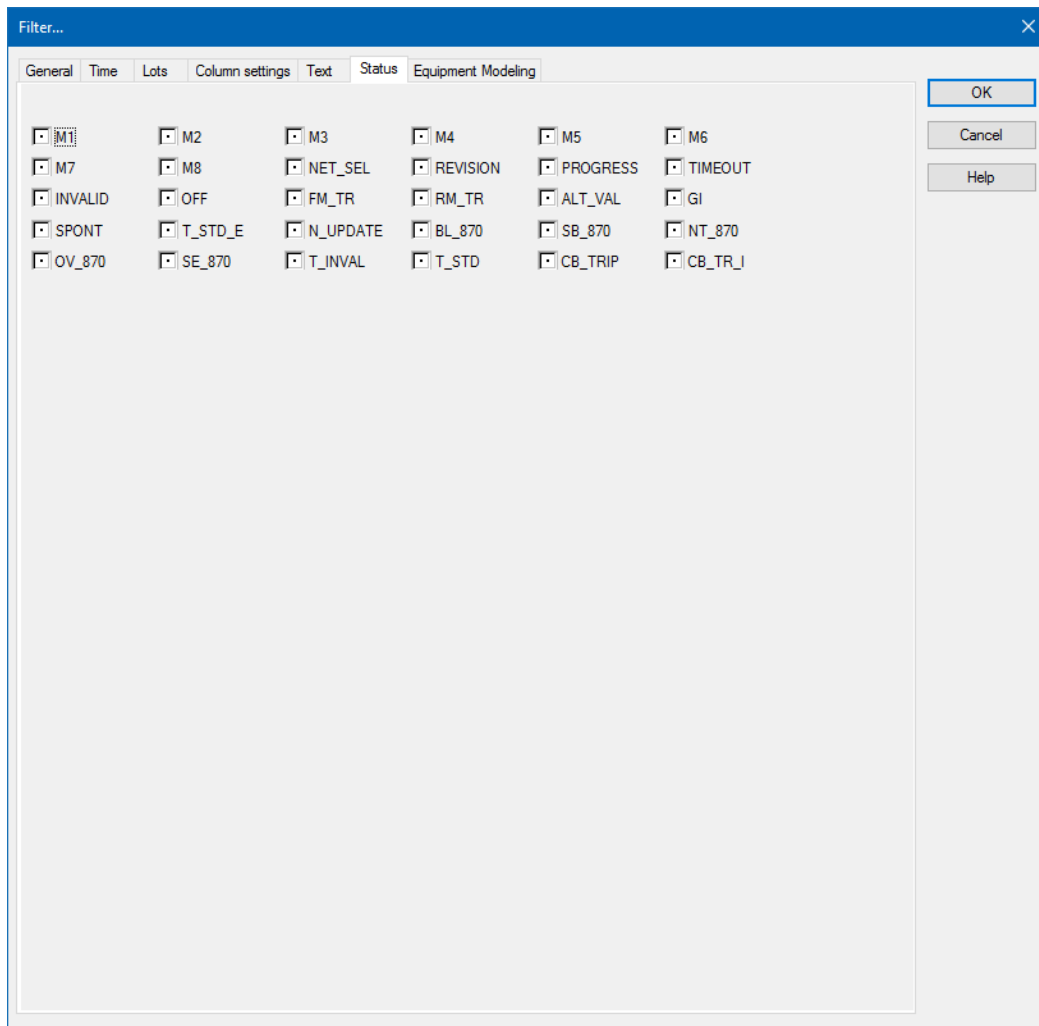 Filter...
General Time Lots Column settings Text Status Equipment Modeling
OK
Cancel
Help
M1 M2 M3 M4 M5 M6
M7 M8 NET_SEL REVISION PROGRESS TIMEOUT
INVALID OFF FM_TR RM_TR ALT_VAL GI
SPONT T_STD_E N_UPDATE BL_870 SB_870 NT_870
OV_870 SE_870 T_INVAL T_STD CB_TRIP CB_TR_I